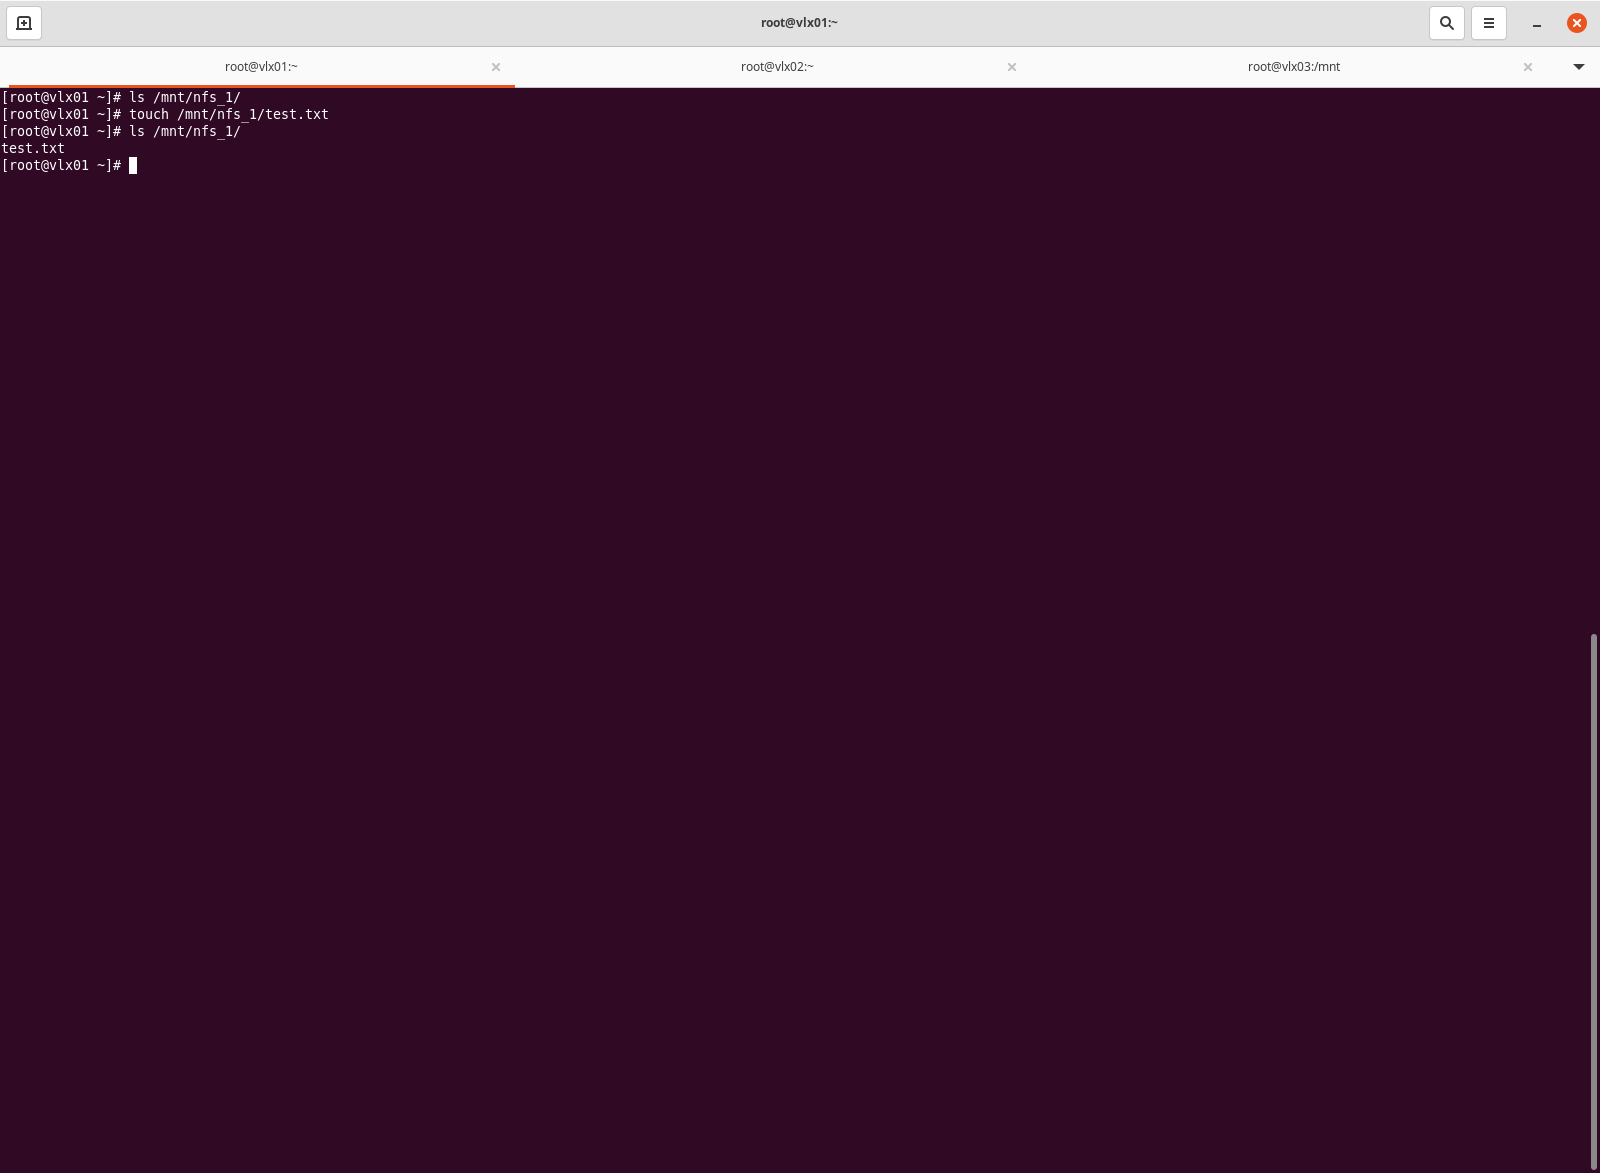 root@vlx01:~
root@vlx01:~ root@vlx02:~ root@vlx03:/mnt
[root@vlx01 ~]# ls /mnt/nfs_1/
[root@vlx01 ~]# touch /mnt/nfs_1/test.txt
[root@vlx01 ~]# ls /mnt/nfs_1/
test.txt
[root@vlx01 ~]#